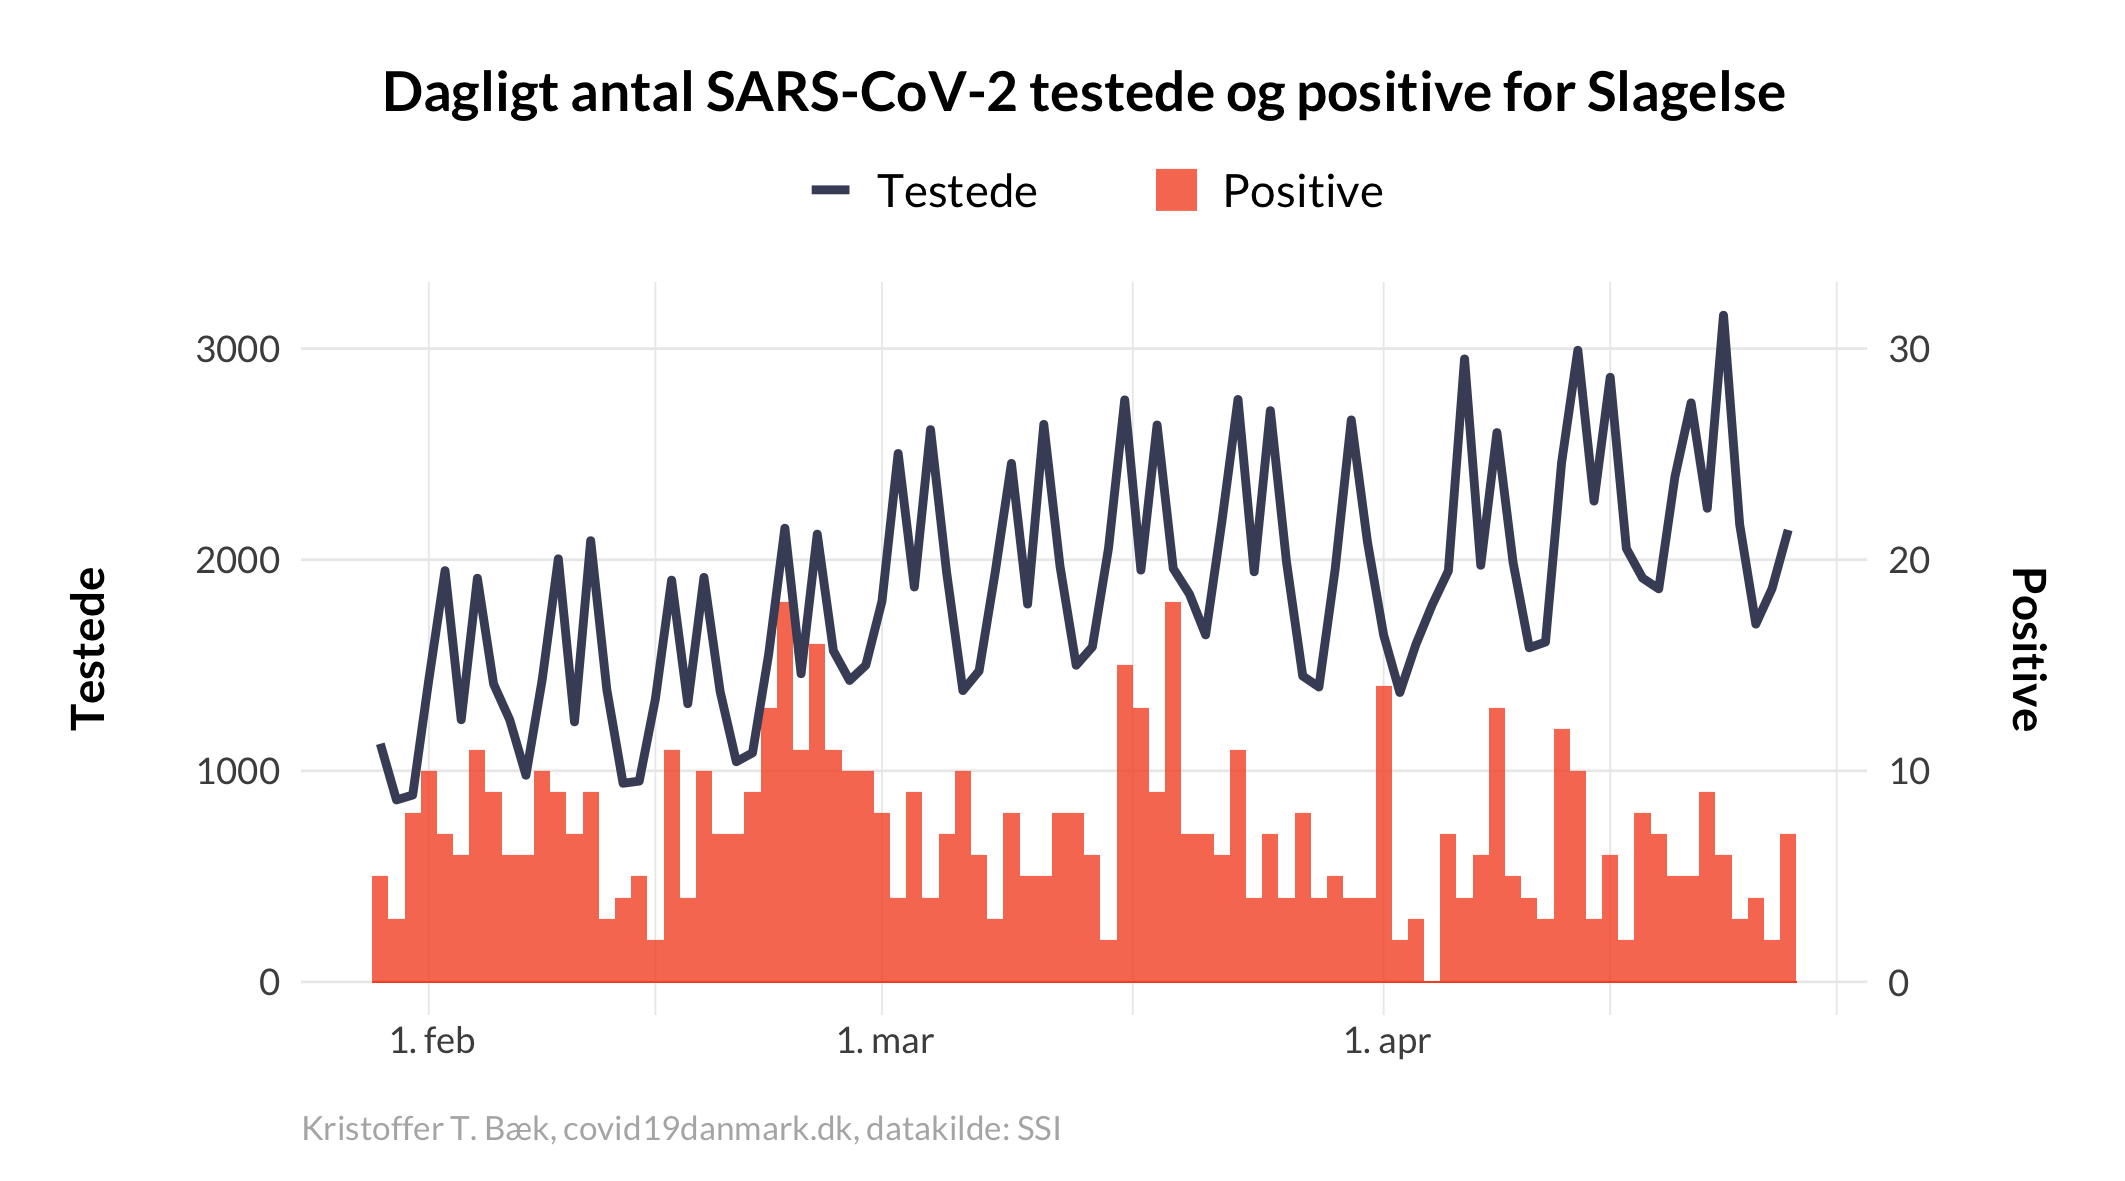 Dagligt antal SARS-CoV-2 testede og positive for Slagelse
Testede Positive
Testede
3000
2000
1000
0
30
20
10
0
Positive
1. feb 1. mar 1. apr
Kristoffer T. Bæk, covid19danmark.dk, datakilde: SSI